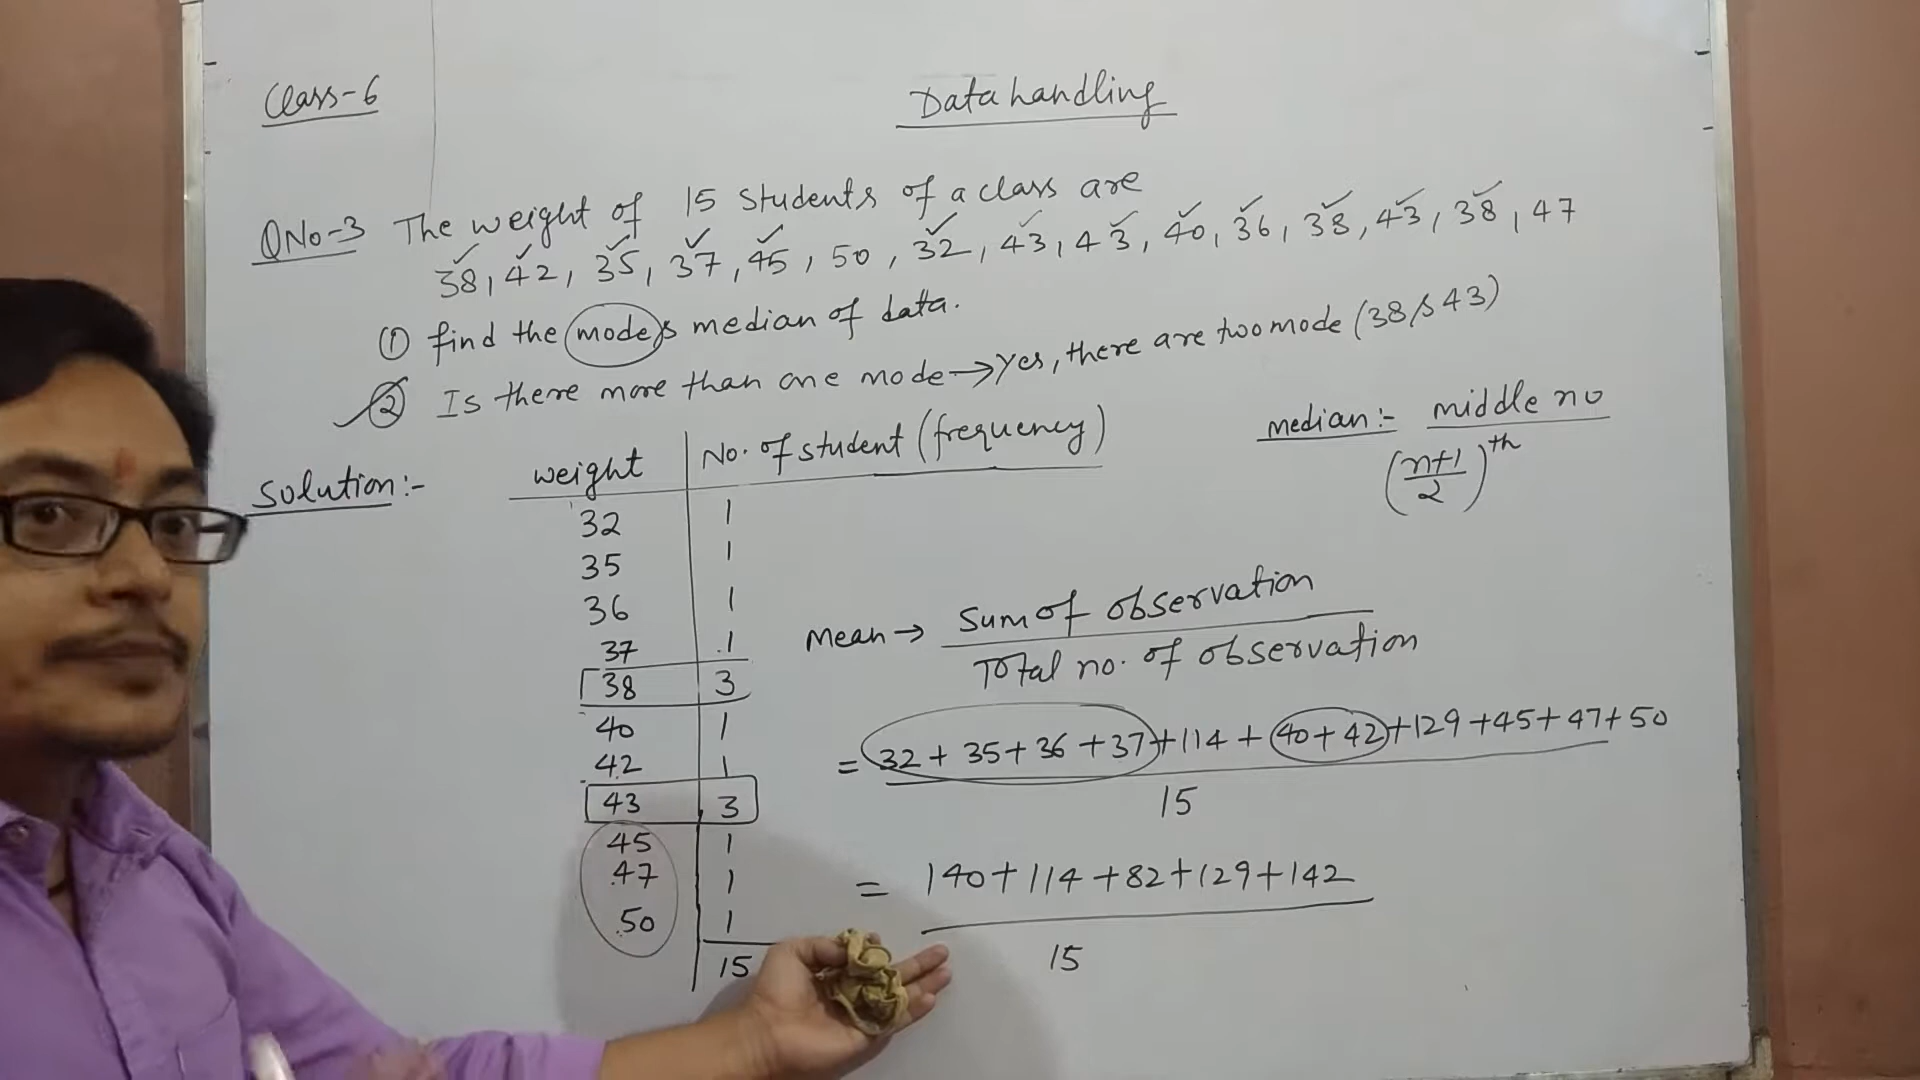 Class-6
Data handling
QNo-3 The weight of 15 students of a class are
38, 42, 35, 37, 45, 50, 32, 43, 43, 40, 36, 38, 43, 38, 47
① find the mode & median of data.
② Is there more than one mode → yes, there are two mode (38 & 43)
Solution:-
weight No. of student (frequency)
32 1
35 1
36 1
37 1
38 3
40 1
42 1
43 3
45 1
47 1
50 1
15
median:- middle no
(n+1/2)th
Mean → Sum of observation
Total no. of observation
= 32 + 35 + 36 + 37 + 114 + 40 + 42 + 129 + 45 + 47 + 50
15
= 140 + 114 + 82 + 129 + 142
15